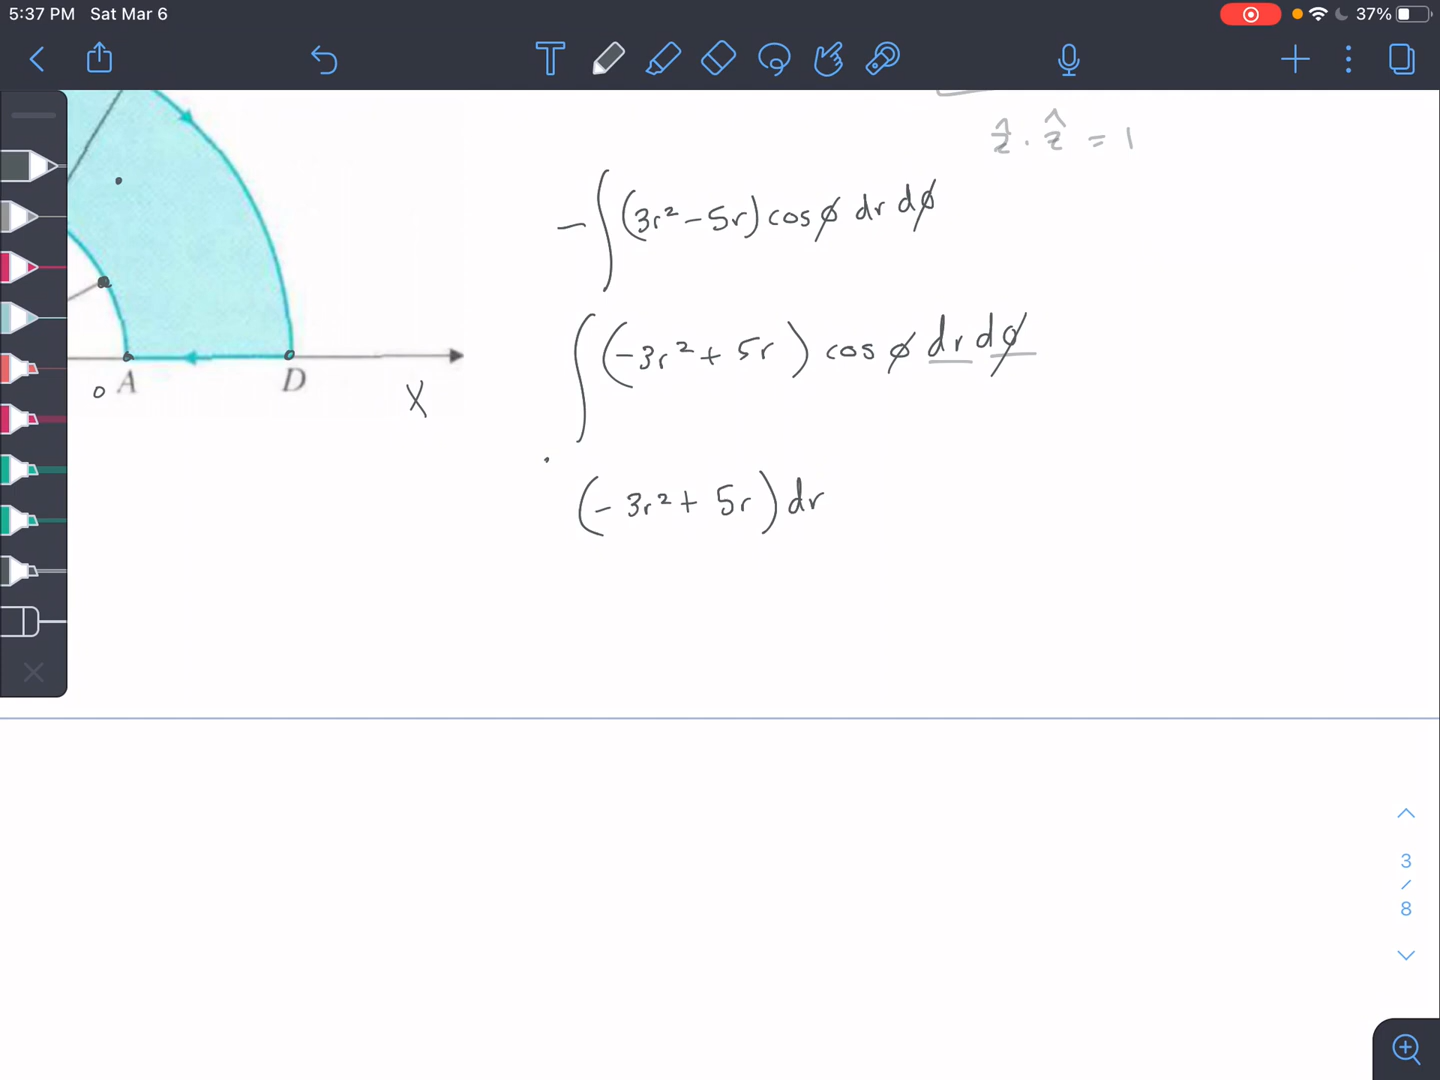 5:37 PM Sat Mar 6
37%
T
ẑ · ẑ = 1
-∫(3r² - 5r) cosϕ dr dϕ
∫(-3r² + 5r) cos ϕ dr dϕ
(-3r² + 5r) dr
A
D
X
3
/
8